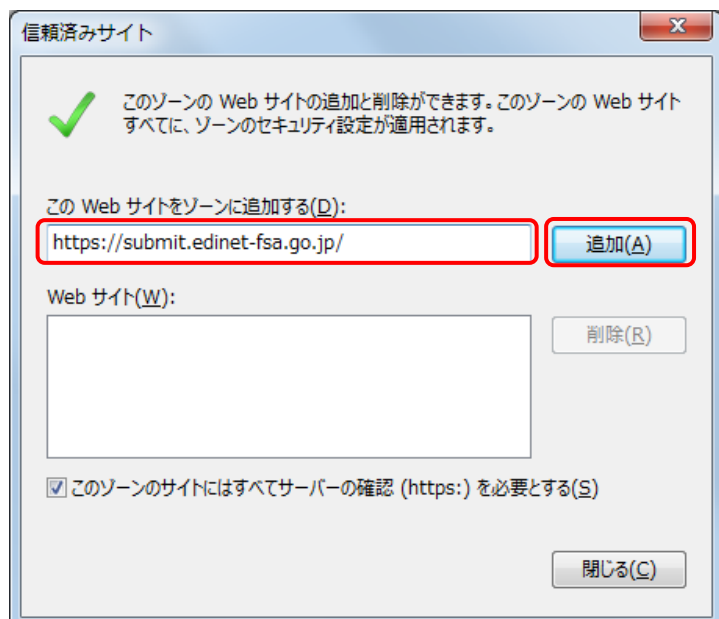 信頼済みサイト
このゾーンの Web サイトの追加と削除ができます。このゾーンの Web サイト
すべてに、ゾーンのセキュリティ設定が適用されます。
この Web サイトをゾーンに追加する(D):
https://submit.edinet-fsa.go.jp/
追加(A)
Web サイト(W):
削除(R)
このゾーンのサイトにはすべてサーバーの確認 (https:) を必要とする(S)
閉じる(C)